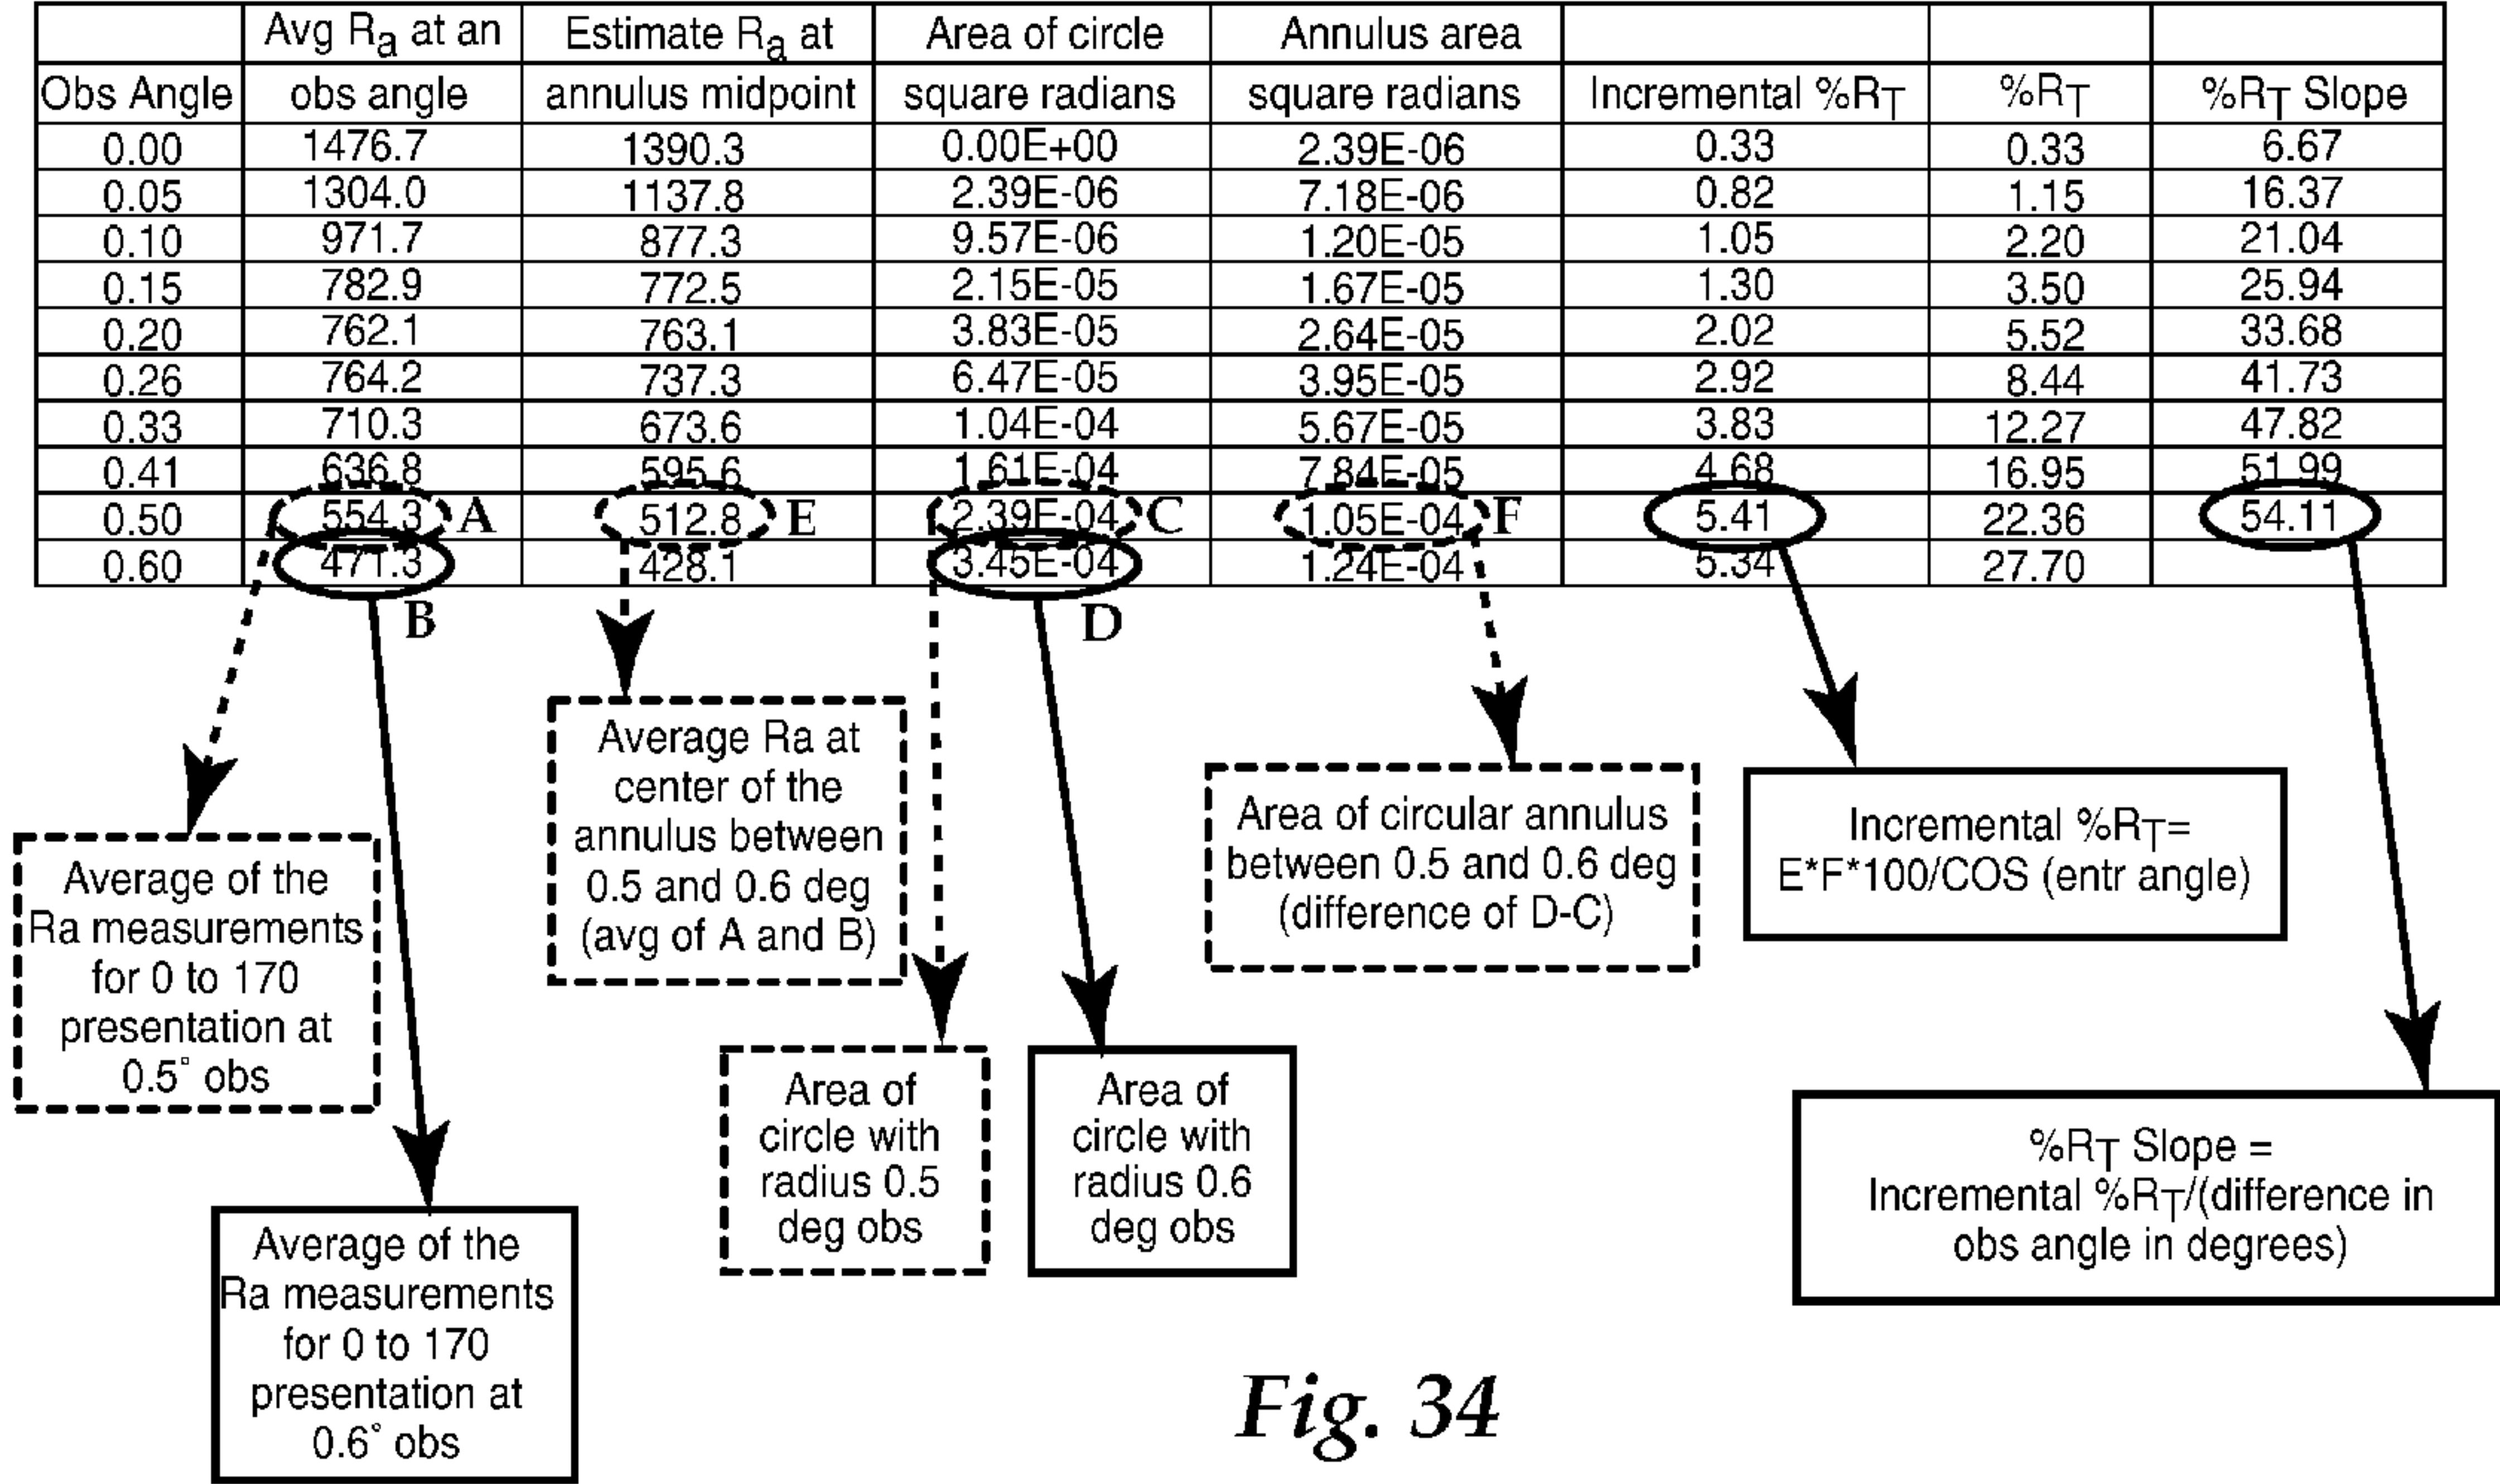 Avg Ra at an Estimate Ra at Area of circle Annulus area
Obs Angle obs angle annulus midpoint square radians square radians Incremental %RT %RT %RT Slope
0.00 1476.7 1390.3 0.00E+00 2.39E-06 0.33 0.33 6.67
0.05 1304.0 1137.8 2.39E-06 7.18E-06 0.82 1.15 16.37
0.10 971.7 877.3 9.57E-06 1.20E-05 1.05 2.20 21.04
0.15 782.9 772.5 2.15E-05 1.67E-05 1.30 3.50 25.94
0.20 762.1 763.1 3.83E-05 2.64E-05 2.02 5.52 33.68
0.26 764.2 737.3 6.47E-05 3.95E-05 2.92 8.44 41.73
0.33 710.3 673.6 1.04E-04 5.67E-05 3.83 12.27 47.82
0.41 636.8 595.6 1.61E-04 7.84E-05 4.68 16.95 51.99
0.50 554.3 A 512.8 E 2.39E-04 C 1.05E-04 F 5.41 22.36 54.11
0.60 471.3 428.1 3.45E-04 1.24E-04 5.34 27.70
B
D
Average of the
Ra measurements
for 0 to 170
presentation at
0.5° obs
Average of the
Ra measurements
for 0 to 170
presentation at
0.6° obs
Average Ra at
center of the
annulus between
0.5 and 0.6 deg
(avg of A and B)
Area of
circle with
radius 0.5
deg obs
Area of
circle with
radius 0.6
deg obs
Area of circular annulus
between 0.5 and 0.6 deg
(difference of D-C)
Incremental %RT=
E*F*100/COS (entr angle)
%RT Slope =
Incremental %RT/(difference in
obs angle in degrees)
Fig. 34